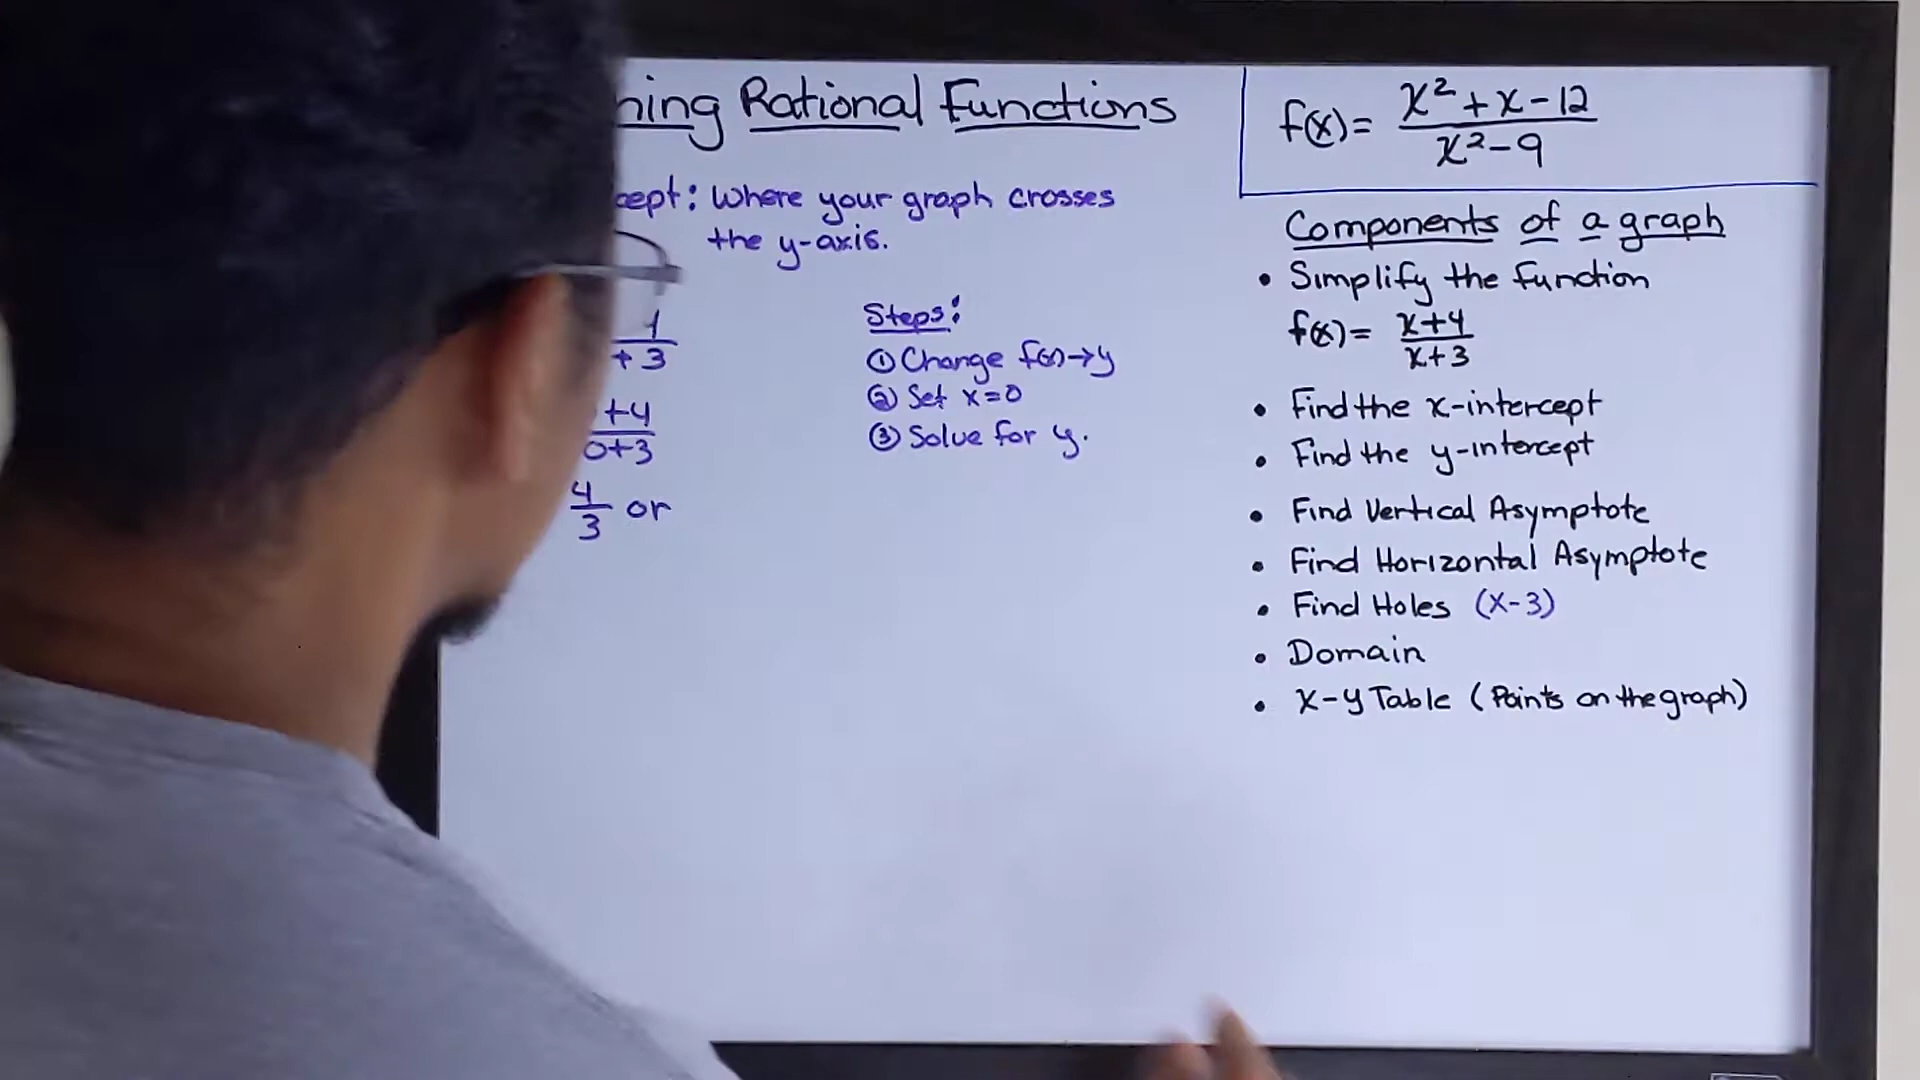 Rational Functions
Where your graph crosses
the y-axis.
+ 3
+4
0+3
4/3 or
Steps:
① Change f(x)→y
② Set x=0
③ Solve for y.
f(x)= x²+x-12 / x²-9
Components of a graph
• Simplify the function
f(x)= x+4 / x+3
• Find the x-intercept
• Find the y-intercept
• Find Vertical Asymptote
• Find Horizontal Asymptote
• Find Holes (x-3)
• Domain
• X-y Table (Points on the graph)